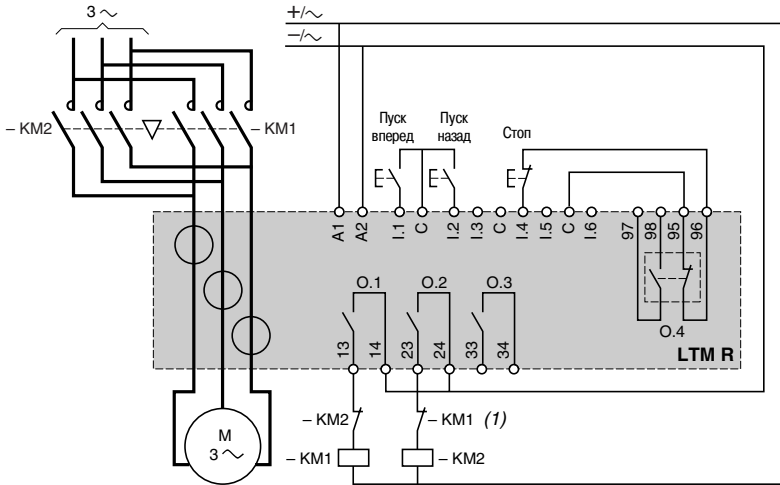 3 ~
+/~
−/~
– KM2
– KM1
Пуск вперед
Пуск назад
Стоп
A1
A2
I.1
C
I.2
I.3
C
I.4
I.5
C
I.6
97
98
95
96
O.1
O.2
O.3
O.4
13
14
23
24
33
34
LTM R
– KM2
– KM1 (1)
M
3 ~
– KM1
– KM2